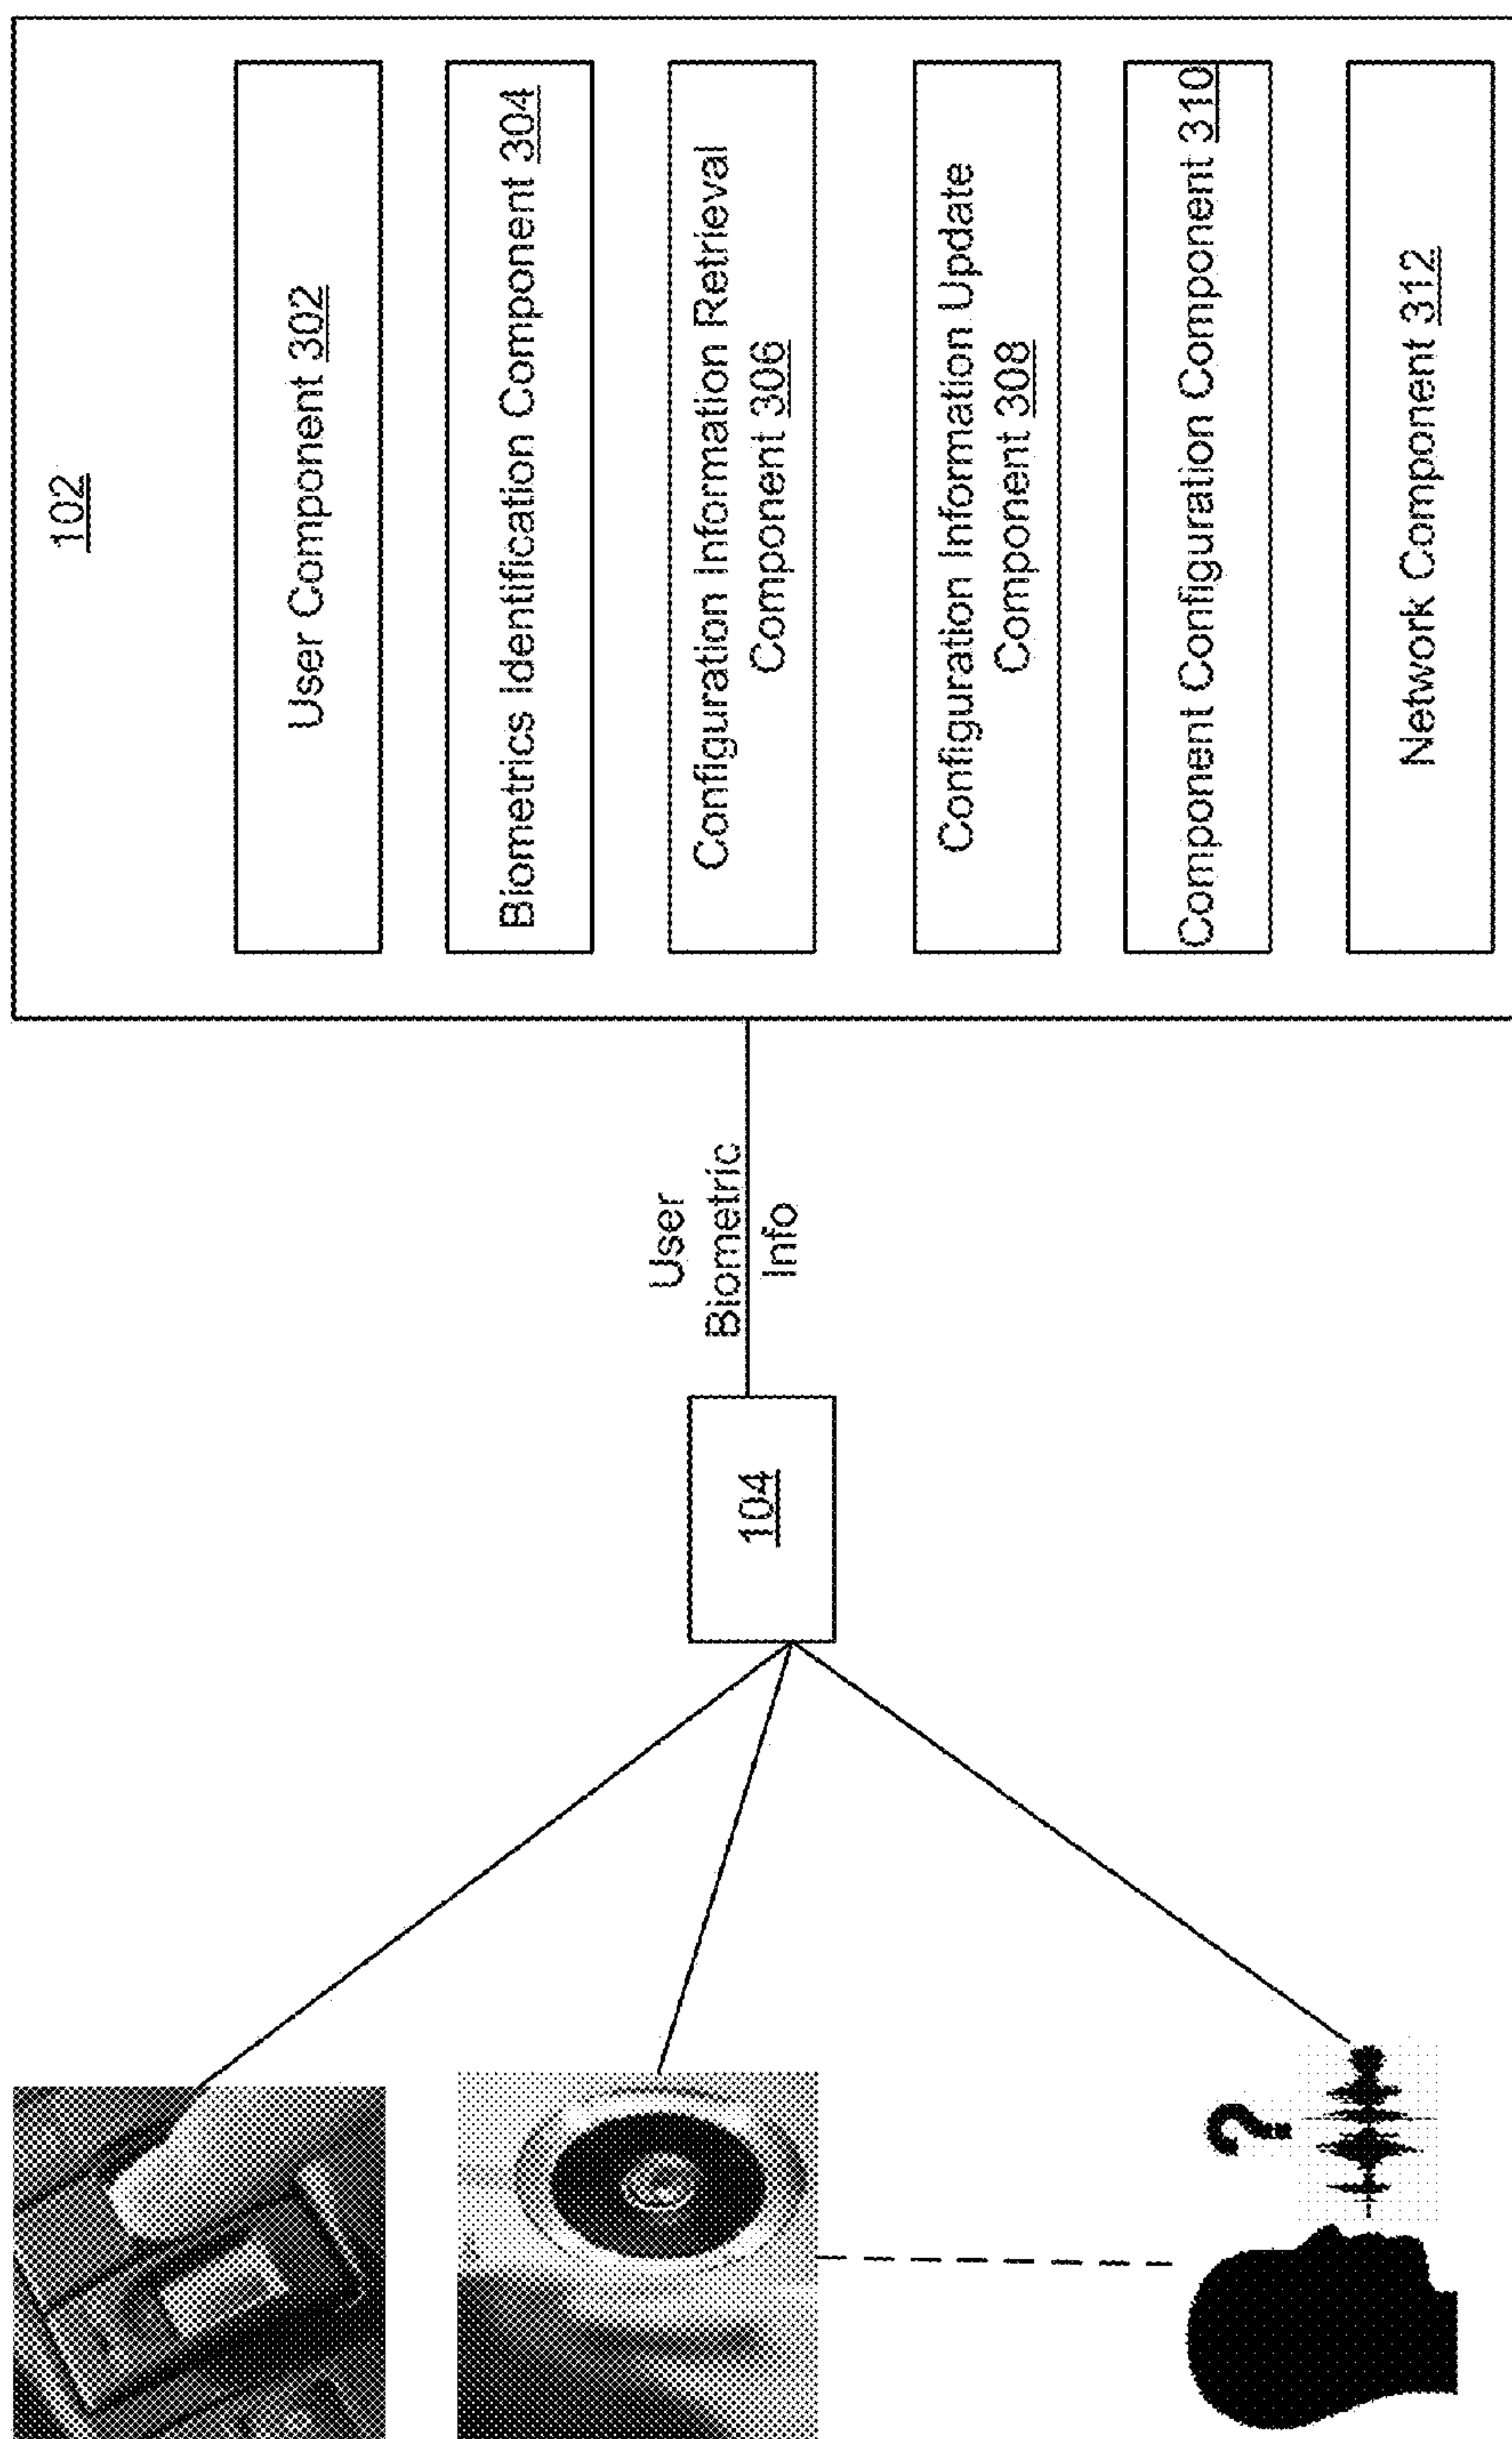 102
User Component 302
Biometrics Identification Component 304
Configuration Information Retrieval
Component 306
Configuration Information Update
Component 308
Component Configuration Component 310
Network Component 312
User
Biometric
Info
104
?